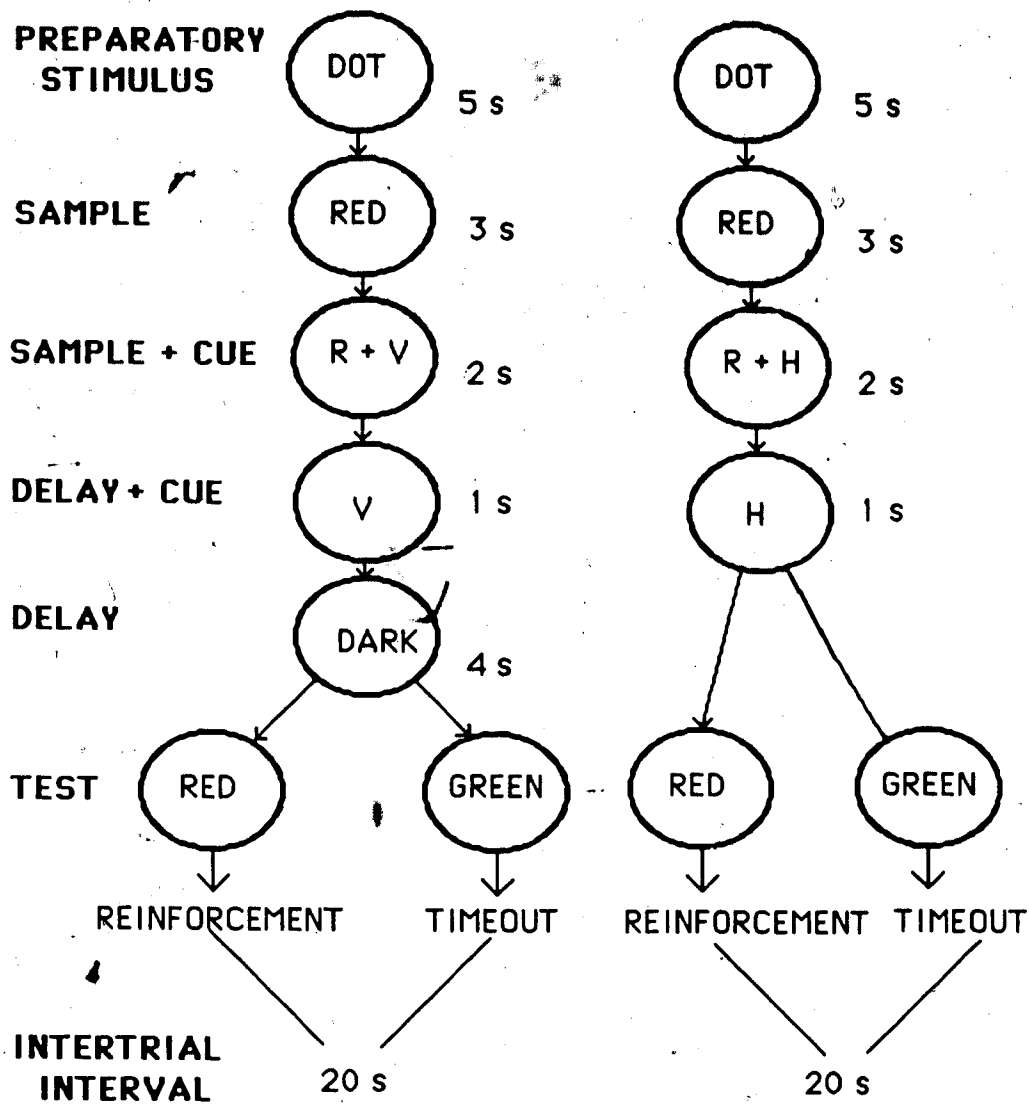 PREPARATORY
STIMULUS
DOT
5 s
DOT
5 s
SAMPLE
RED
3 s
RED
3 s
SAMPLE + CUE
R + V
2 s
R + H
2 s
DELAY + CUE
V
1 s
H
1 s
DELAY
DARK
4 s
TEST
RED
GREEN
RED
GREEN
REINFORCEMENT
TIMEOUT
REINFORCEMENT
TIMEOUT
INTERTRIAL
INTERVAL
20 s
20 s